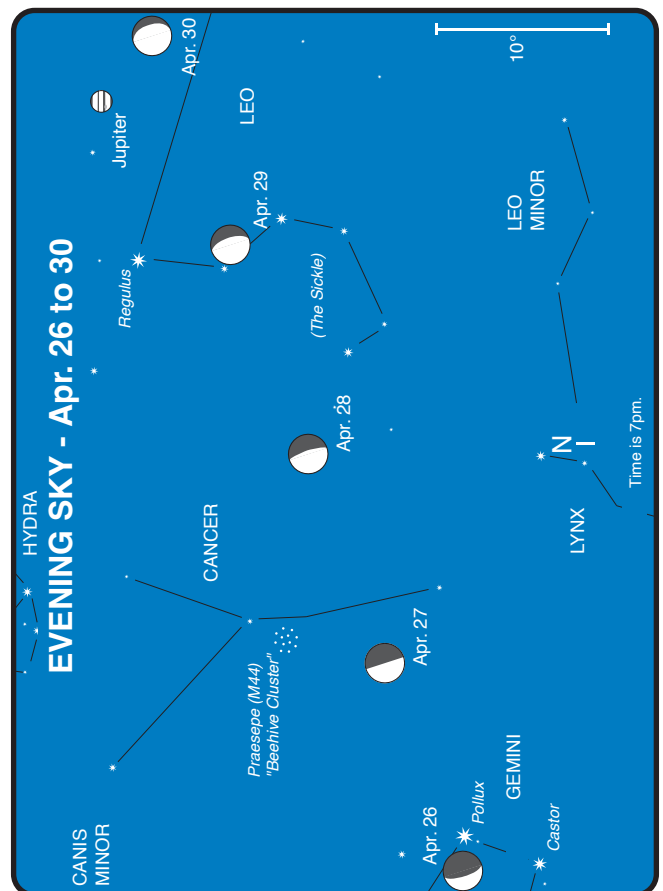 EVENING SKY - Apr. 26 to 30
HYDRA
CANIS
MINOR
CANCER
Praesepe (M44)
"Beehive Cluster"
Regulus
Jupiter
Apr. 30
LEO
Apr. 29
(The Sickle)
Apr. 28
Apr. 27
Apr. 26
Pollux
GEMINI
Castor
LYNX
N
LEO
MINOR
10°
Time is 7pm.